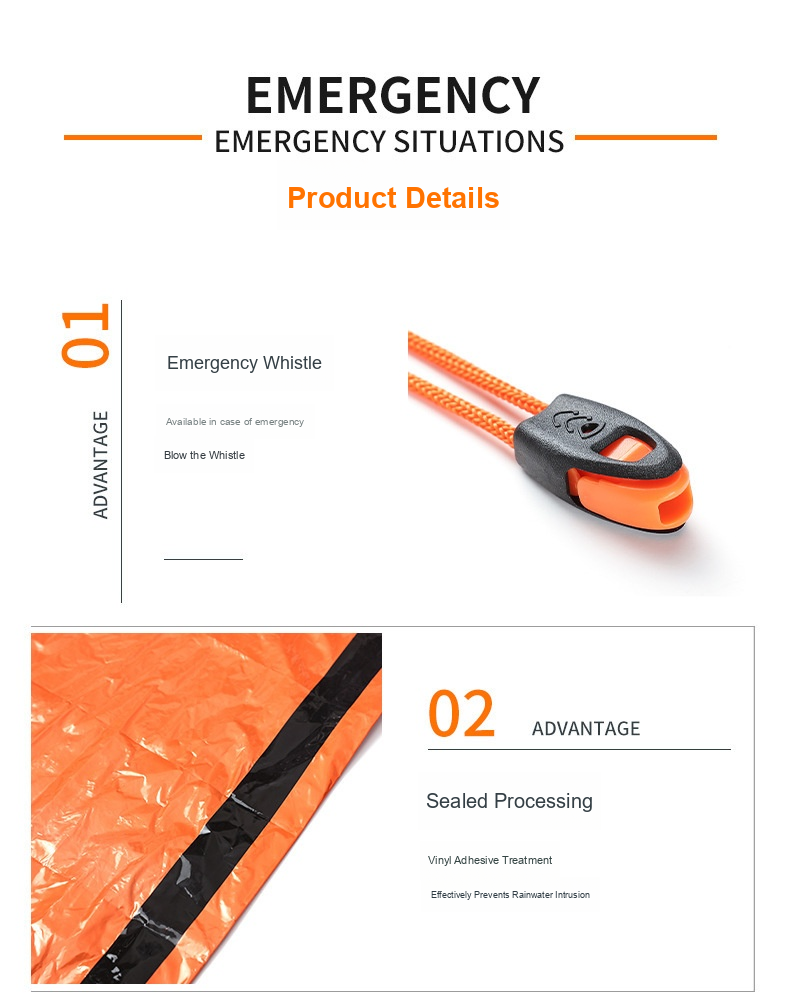 EMERGENCY
EMERGENCY SITUATIONS
Product Details
01
ADVANTAGE
Emergency Whistle
Available in case of emergency
Blow the Whistle
02
ADVANTAGE
Sealed Processing
Vinyl Adhesive Treatment
Effectively Prevents Rainwater Intrusion